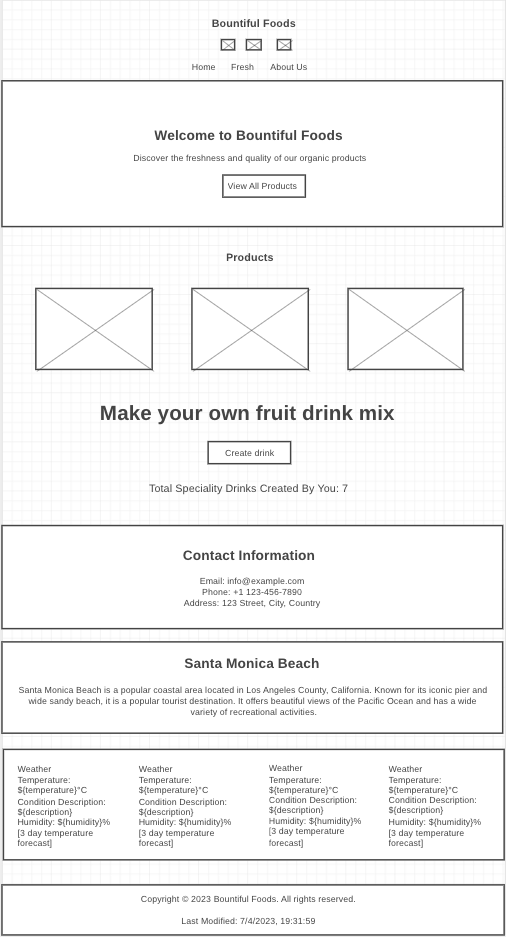 Bountiful Foods
Home Fresh About Us
Welcome to Bountiful Foods
Discover the freshness and quality of our organic products
View All Products
Products
Make your own fruit drink mix
Create drink
Total Speciality Drinks Created By You: 7
Contact Information
Email: info@example.com
Phone: +1 123-456-7890
Address: 123 Street, City, Country
Santa Monica Beach
Santa Monica Beach is a popular coastal area located in Los Angeles County, California. Known for its iconic pier and
wide sandy beach, it is a popular tourist destination. It offers beautiful views of the Pacific Ocean and has a wide
variety of recreational activities.
Weather
Temperature:
${temperature}°C
Condition Description:
${description}
Humidity: ${humidity}%
[3 day temperature
forecast]
Weather
Temperature:
${temperature}°C
Condition Description:
${description}
Humidity: ${humidity}%
[3 day temperature
forecast]
Weather
Temperature:
${temperature}°C
Condition Description:
${description}
Humidity: ${humidity}%
[3 day temperature
forecast]
Weather
Temperature:
${temperature}°C
Condition Description:
${description}
Humidity: ${humidity}%
[3 day temperature
forecast]
Copyright © 2023 Bountiful Foods. All rights reserved.
Last Modified: 7/4/2023, 19:31:59